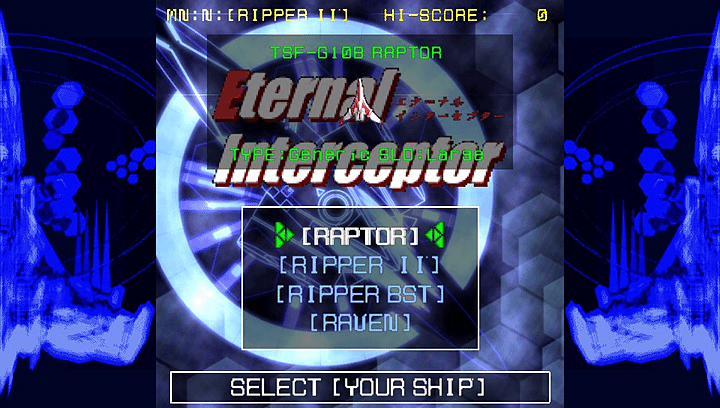 MN:N:[RIPPER II] HI-SCORE: 0
TSF-G10B RAPTOR
Eternal
エターナル
インターセプター
TYPE:Generic SLD:Large
Interceptor
[RAPTOR]
[RIPPER II]
[RIPPER BST]
[RAVEN]
SELECT [YOUR SHIP]